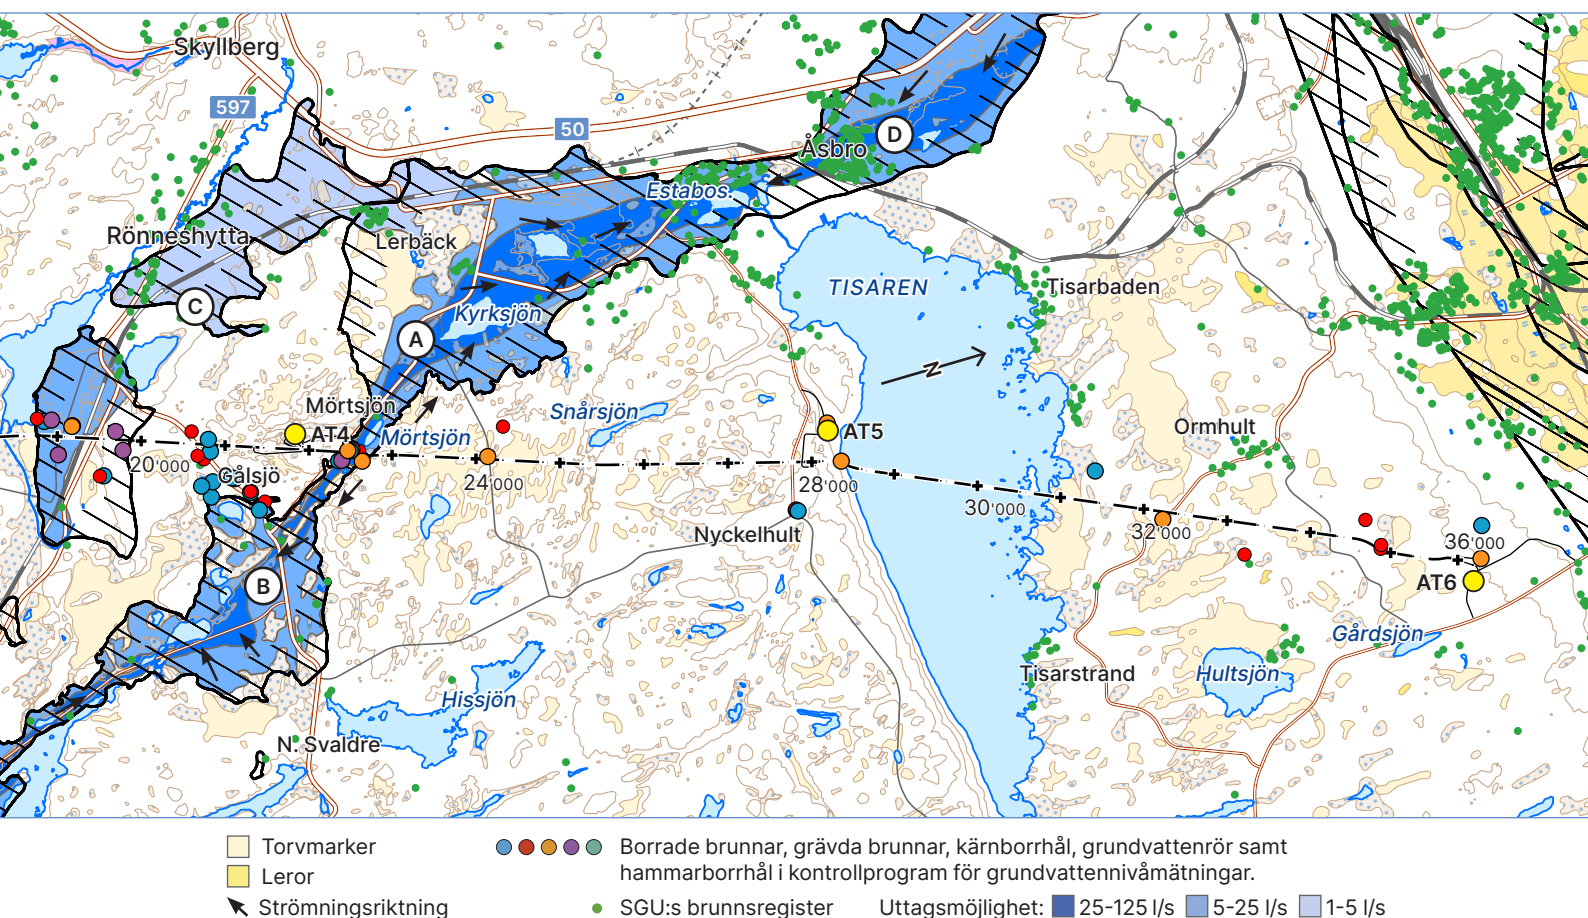 Skyllberg
597
50
D
Åsbro
Estabos.
Rönneshytta
Lerbäck
C
TISAREN
Tisarbaden
Kyrksjön
A
N
Mörtsjön
Snårsjön
AT4
Mörtsjön
AT5
Ormhult
20'000
Gålsjö
24'000
28'000
30'000
32'000
36'000
Nyckelhult
AT6
B
Gårdsjön
Tisarstrand
Hultsjön
Hissjön
N. Svaldre
Torvmarker
Leror
Strömningsriktning
Borrade brunnar, grävda brunnar, kärnborrhål, grundvattenrör samt
hammarborrhål i kontrollprogram för grundvattennivåmätningar.
SGU:s brunnsregister
Uttagsmöjlighet: 25-125 l/s 5-25 l/s 1-5 l/s